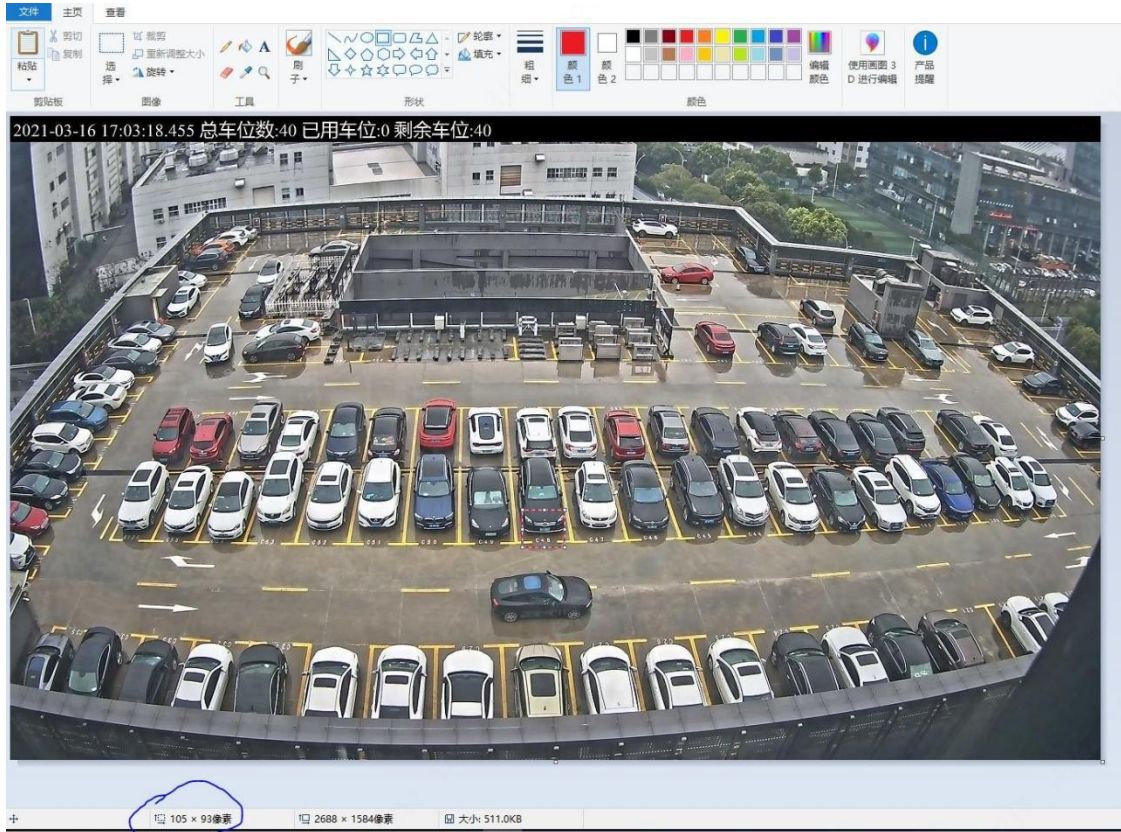 文件 主页 查看
粘贴
剪切
复制
剪贴板
选择
裁剪
重新调整大小
旋转
图像
A
工具
刷子
形状
轮廓
填充
粗细
颜色 1
颜色 2
编辑颜色
颜色
使用画图 3D 进行编辑
产品提醒
2021-03-16 17:03:18.455 总车位数:40 已用车位:0 剩余车位:40
105 × 93像素
2688 × 1584像素
大小: 511.0KB